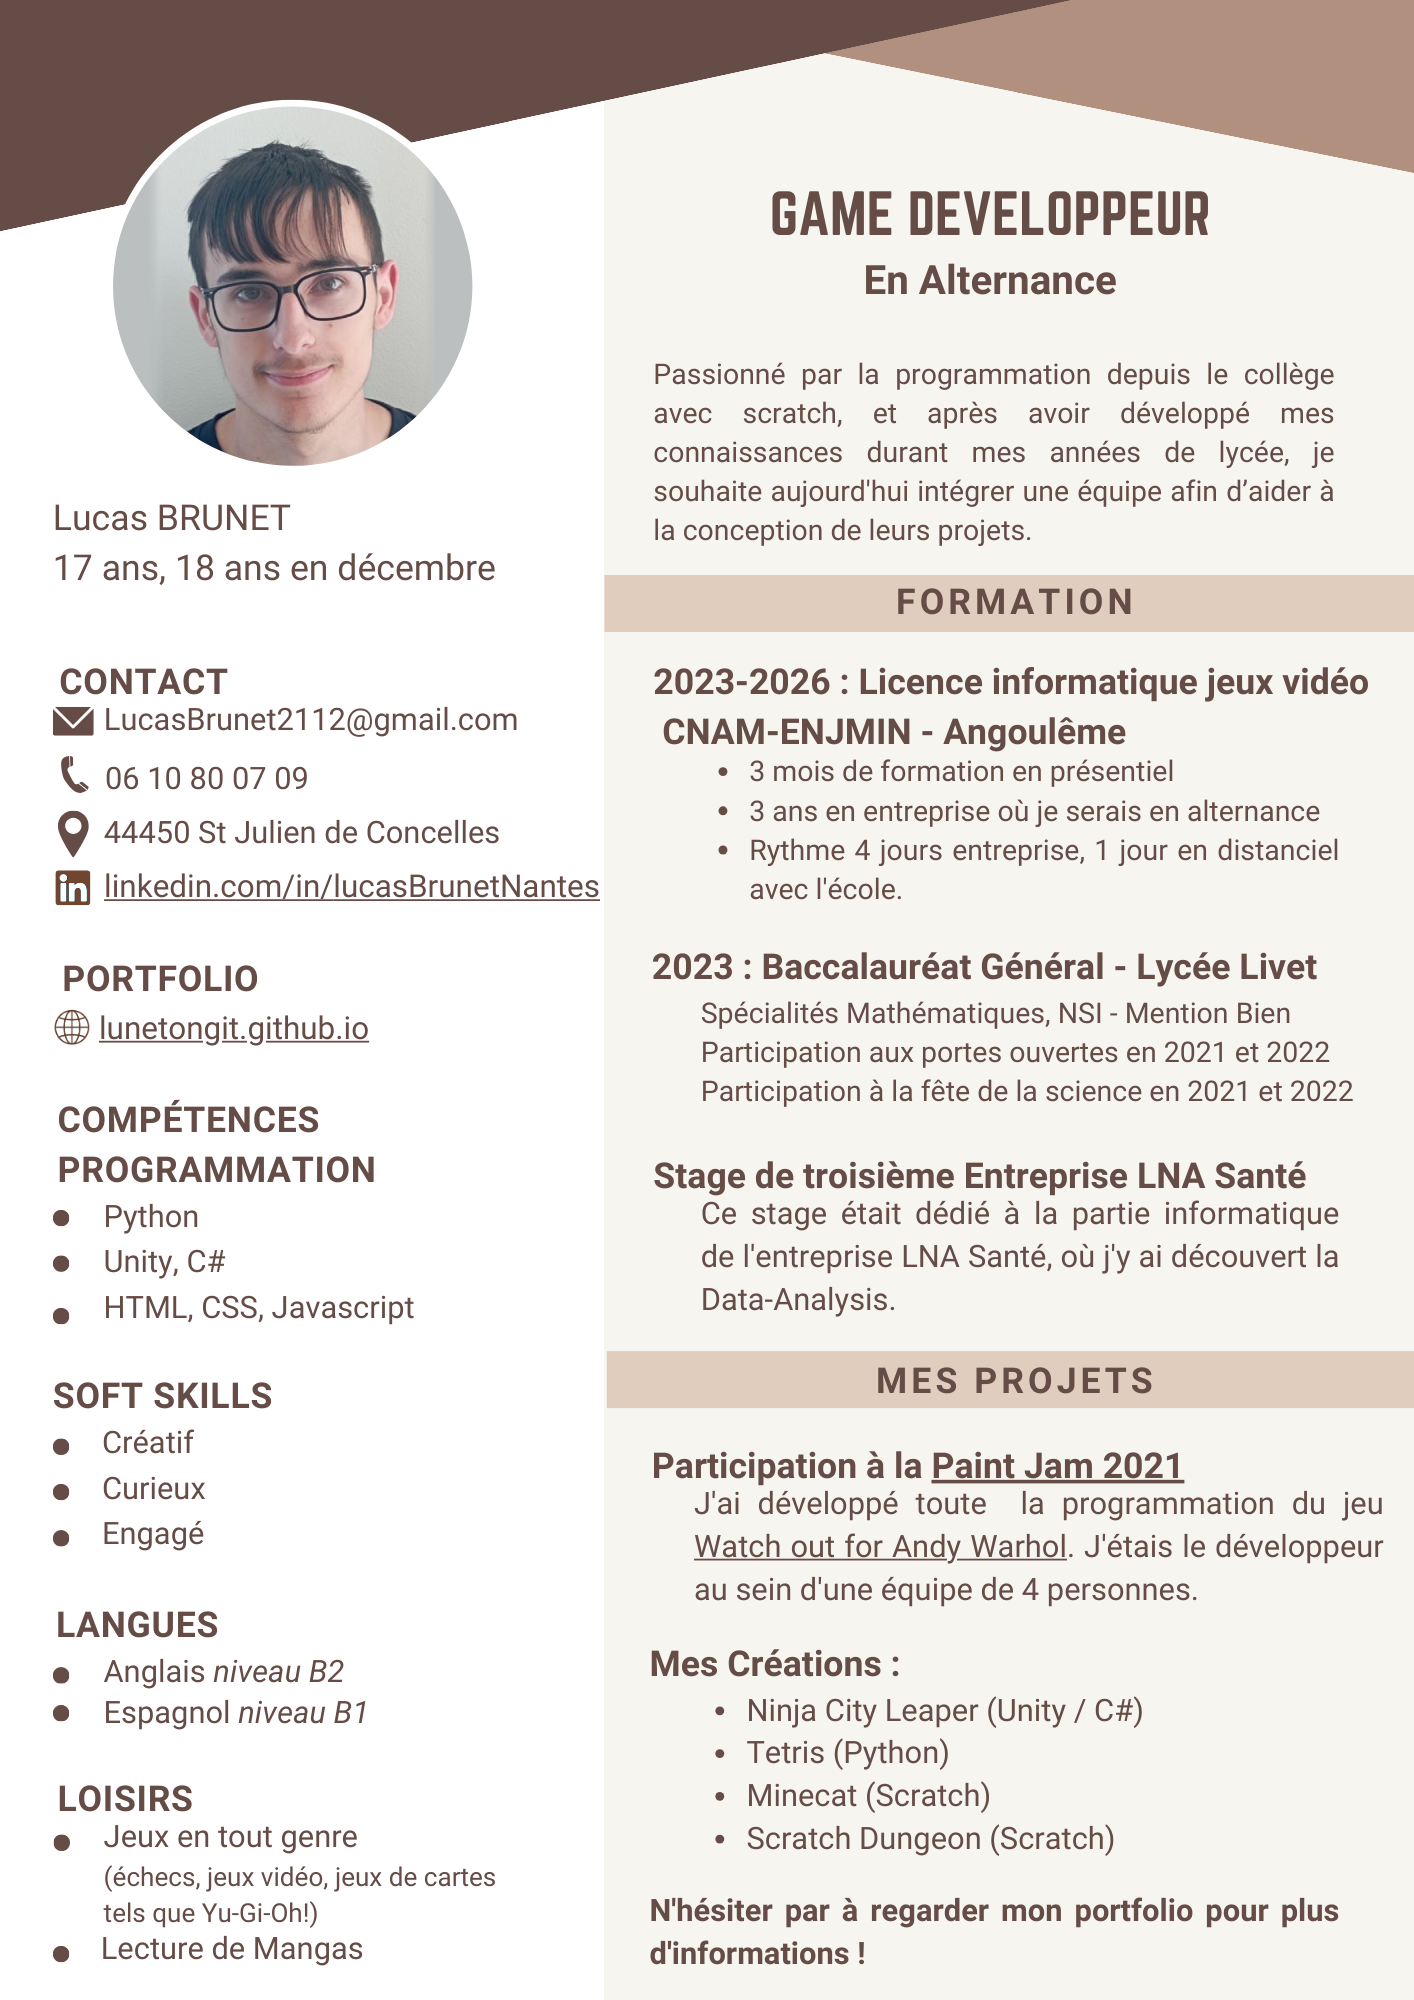 Lucas BRUNET
17 ans, 18 ans en décembre
CONTACT
LucasBrunet2112@gmail.com
06 10 80 07 09
44450 St Julien de Concelles
linkedin.com/in/lucasBrunetNantes
PORTFOLIO
lunetongit.github.io
COMPÉTENCES
PROGRAMMATION
Python
Unity, C#
HTML, CSS, Javascript
SOFT SKILLS
Créatif
Curieux
Engagé
LANGUES
Anglais niveau B2
Espagnol niveau B1
LOISIRS
Jeux en tout genre
(échecs, jeux vidéo, jeux de cartes
tels que Yu-Gi-Oh!)
Lecture de Mangas
GAME DEVELOPPEUR
En Alternance
Passionné par la programmation depuis le collège
avec scratch, et après avoir développé mes
connaissances durant mes années de lycée, je
souhaite aujourd'hui intégrer une équipe afin d’aider à
la conception de leurs projets.
FORMATION
2023-2026 : Licence informatique jeux vidéo
CNAM-ENJMIN - Angoulême
• 3 mois de formation en présentiel
• 3 ans en entreprise où je serais en alternance
• Rythme 4 jours entreprise, 1 jour en distanciel
avec l'école.
2023 : Baccalauréat Général - Lycée Livet
Spécialités Mathématiques, NSI - Mention Bien
Participation aux portes ouvertes en 2021 et 2022
Participation à la fête de la science en 2021 et 2022
Stage de troisième Entreprise LNA Santé
Ce stage était dédié à la partie informatique
de l'entreprise LNA Santé, où j'y ai découvert la
Data-Analysis.
MES PROJETS
Participation à la Paint Jam 2021
J'ai développé toute la programmation du jeu
Watch out for Andy Warhol. J'étais le développeur
au sein d'une équipe de 4 personnes.
Mes Créations :
• Ninja City Leaper (Unity / C#)
• Tetris (Python)
• Minecat (Scratch)
• Scratch Dungeon (Scratch)
N'hésiter par à regarder mon portfolio pour plus
d'informations !